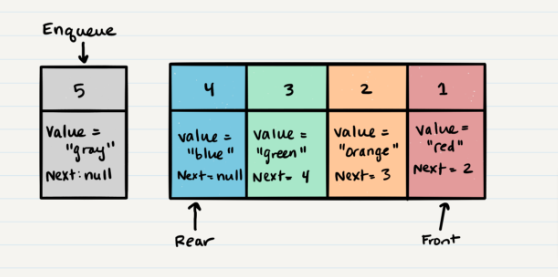 Enqueue
5
Value =
"gray"
Next: null
4
Value =
"blue"
Next = null
3
Value =
"green"
Next = 4
2
Value =
"orange"
Next = 3
1
Value =
"red"
Next = 2
Rear
Front